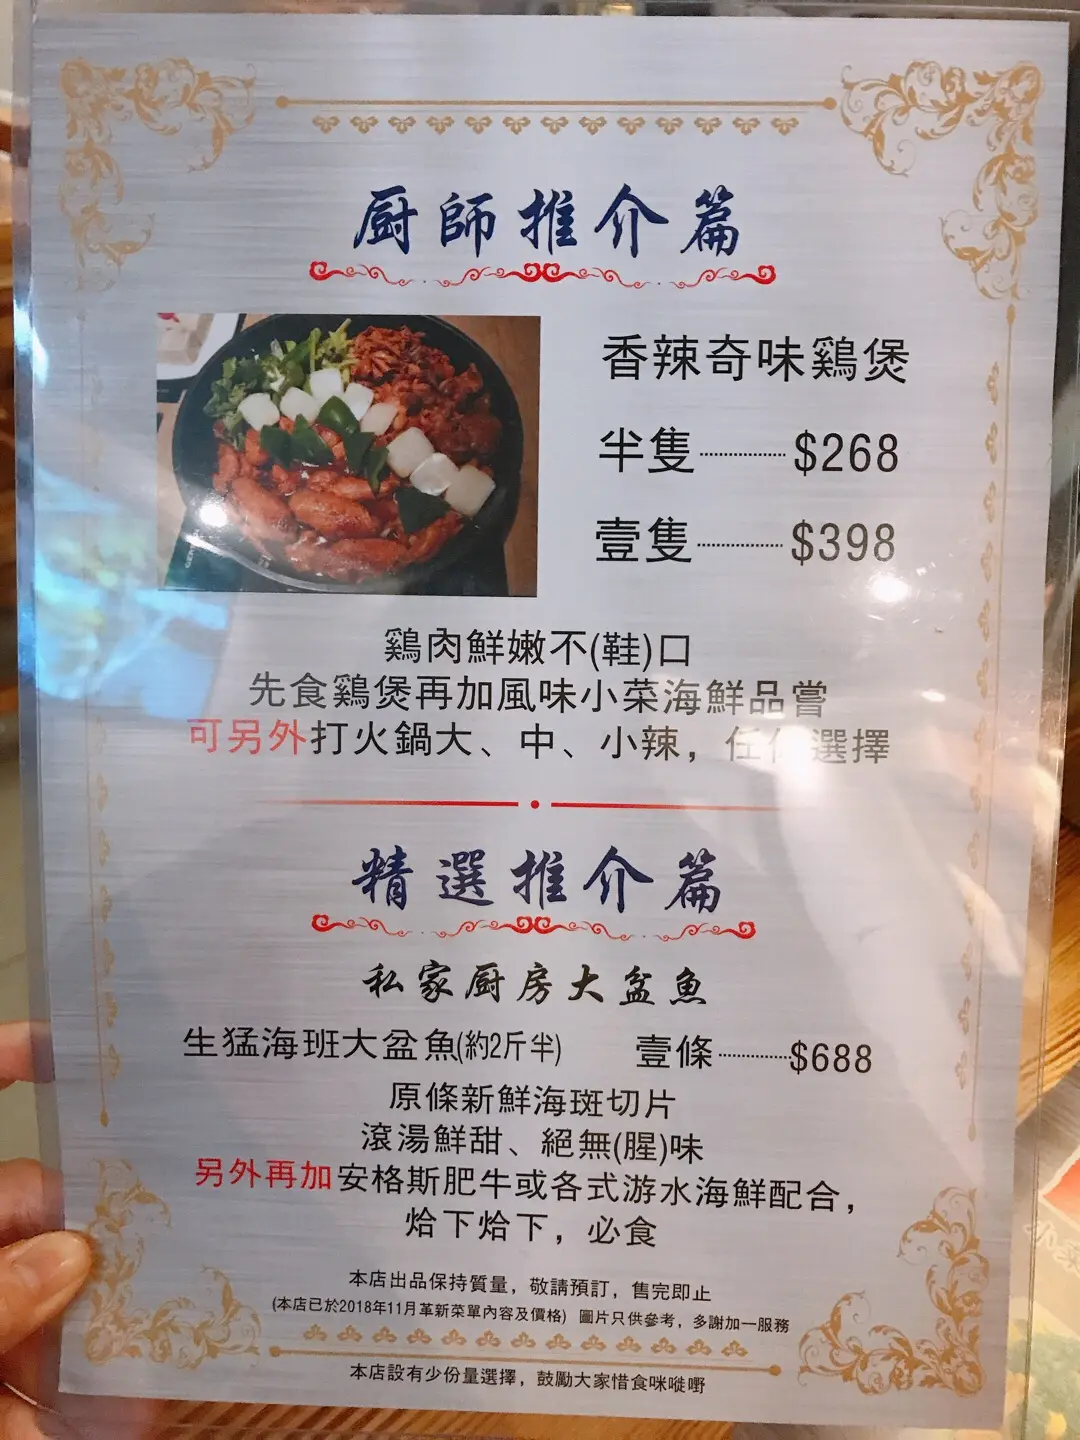 厨師推介篇
香辣奇味鷄煲
半隻 $268
壹隻 $398
鷄肉鮮嫩不(鞋)口
先食鷄煲再加風味小菜海鮮品嘗
可另外打火鍋大、中、小辣，任何選擇
精選推介篇
私家厨房大盆魚
生猛海班大盆魚(約2斤半) 壹條 $688
原條新鮮海斑切片
滾湯鮮甜、絕無(腥)味
另外再加安格斯肥牛或各式游水海鮮配合，
烚下烚下，必食
本店出品保持質量，敬請預訂，售完即止
(本店已於2018年11月革新菜單內容及價格) 圖片只供參考，多謝加一服務
本店設有少份量選擇，鼓勵大家惜食咪嘥嘢